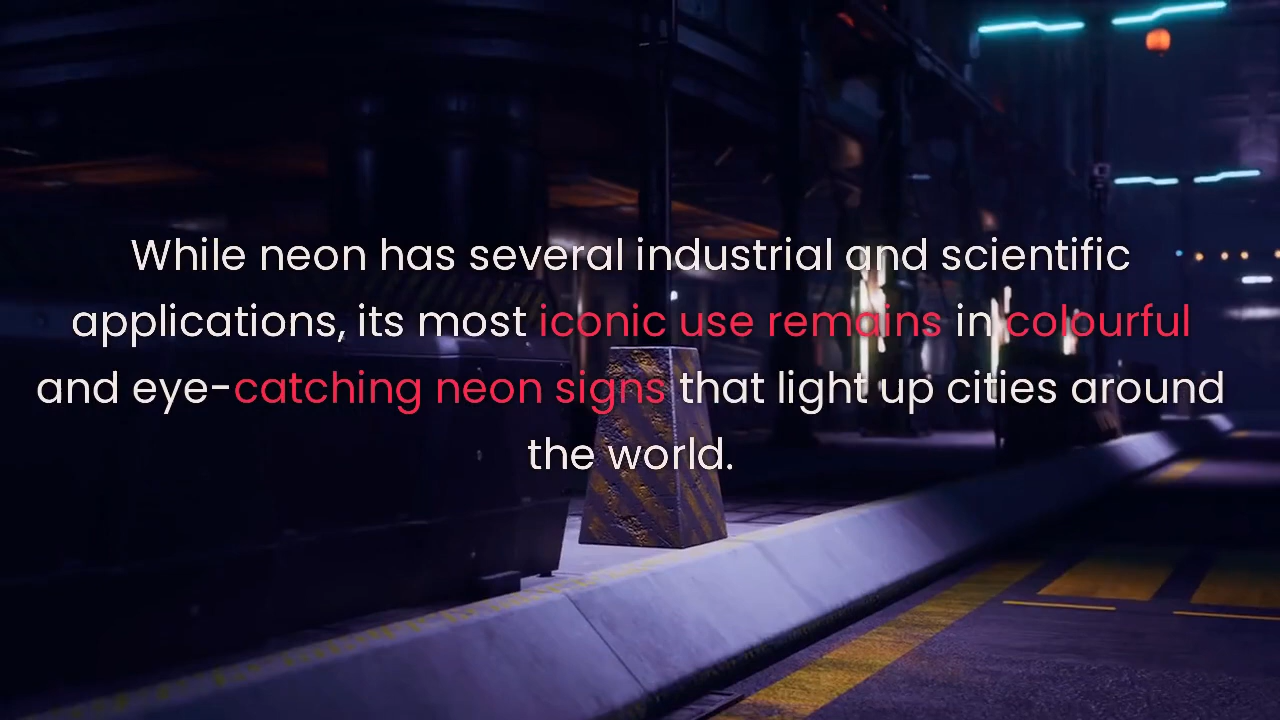 While neon has several industrial and scientific
applications, its most iconic use remains in colourful
and eye-catching neon signs that light up cities around
the world.